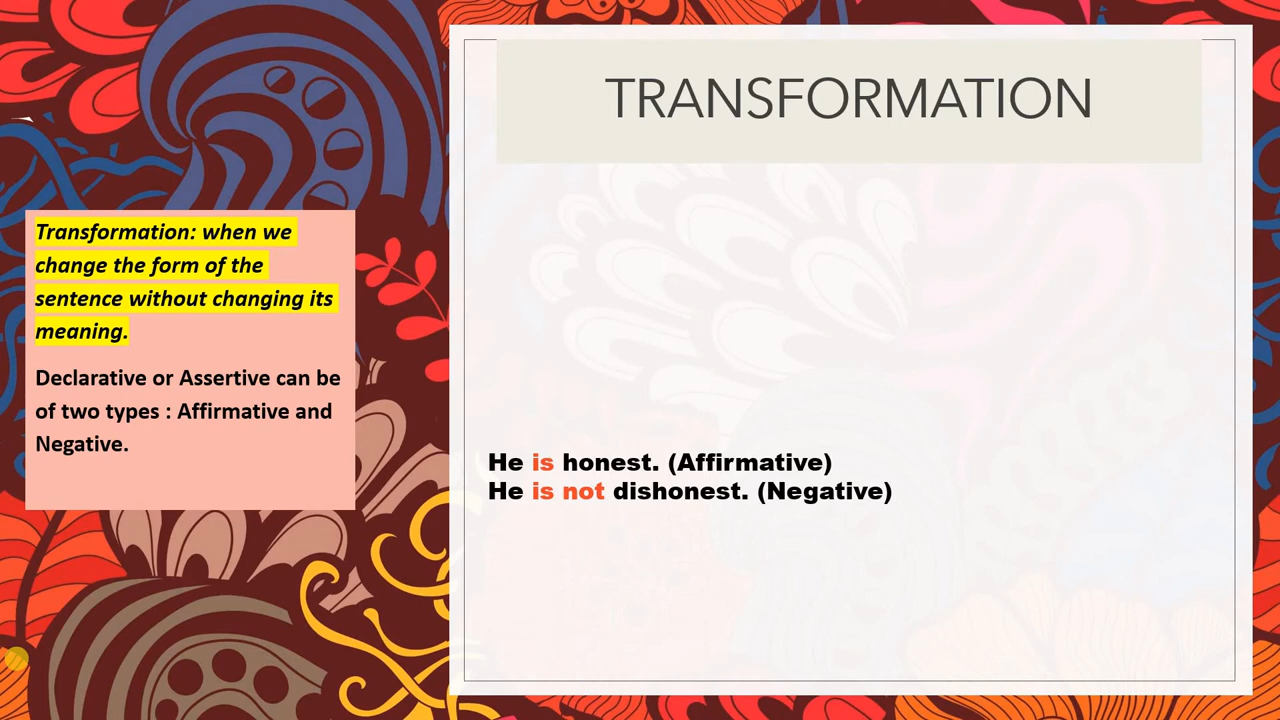 TRANSFORMATION
Transformation: when we
change the form of the
sentence without changing its
meaning.
Declarative or Assertive can be
of two types : Affirmative and
Negative.
He is honest. (Affirmative)
He is not dishonest. (Negative)